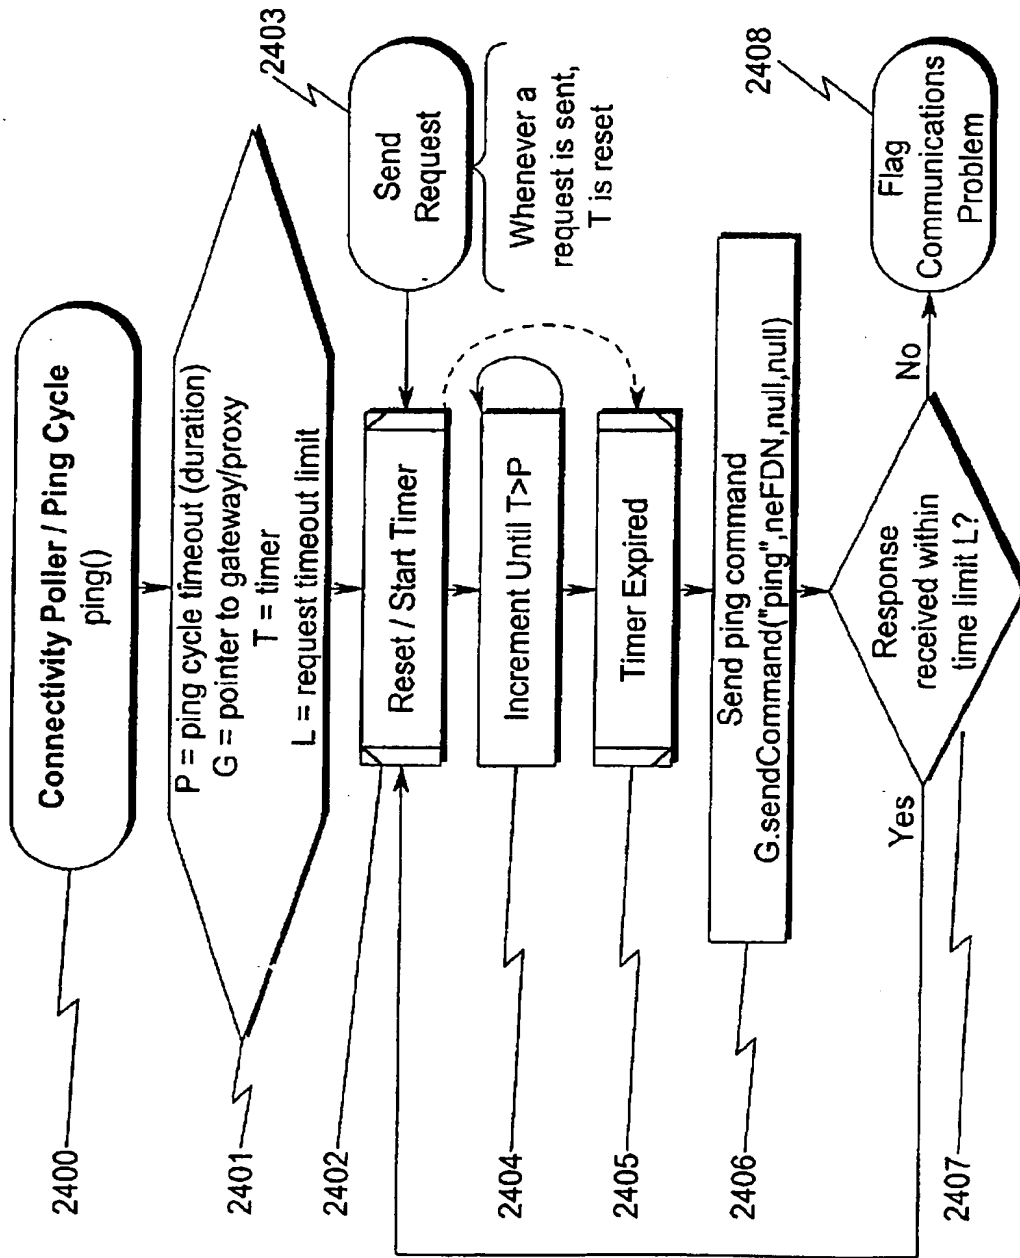 2400
Connectivity Poller / Ping Cycle
ping()
2401
P = ping cycle timeout (duration)
G = pointer to gateway/proxy
T = timer
L = request timeout limit
2402
Reset / Start Timer
2403
Send
Request
Whenever a
request is sent,
T is reset
2404
Increment Until T>P
2405
Timer Expired
2406
Send ping command
G.sendCommand("ping",neFDN,null,null)
2407
Response
received within
time limit L?
Yes
No
2408
Flag
Communications
Problem